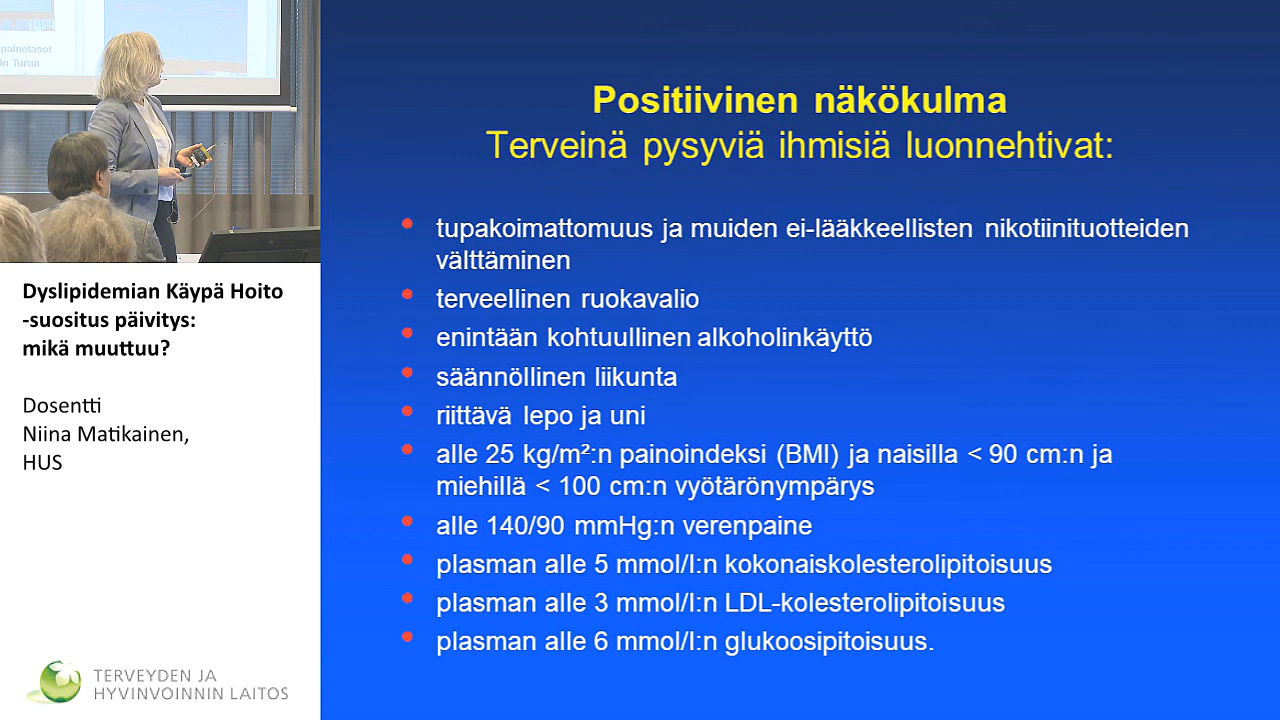 painetasot
in Turun
Dyslipidemian Käypä Hoito
-suositus päivitys:
mikä muuttuu?
Dosentti
Niina Matikainen,
HUS
TERVEYDEN JA
HYVINVOINNIN LAITOS
Positiivinen näkökulma
Terveinä pysyviä ihmisiä luonnehtivat:
• tupakoimattomuus ja muiden ei-lääkkeellisten nikotiinituotteiden
välttäminen
• terveellinen ruokavalio
• enintään kohtuullinen alkoholinkäyttö
• säännöllinen liikunta
• riittävä lepo ja uni
• alle 25 kg/m²:n painoindeksi (BMI) ja naisilla < 90 cm:n ja
miehillä < 100 cm:n vyötärönympärys
• alle 140/90 mmHg:n verenpaine
• plasman alle 5 mmol/l:n kokonaiskolesterolipitoisuus
• plasman alle 3 mmol/l:n LDL-kolesterolipitoisuus
• plasman alle 6 mmol/l:n glukoosipitoisuus.